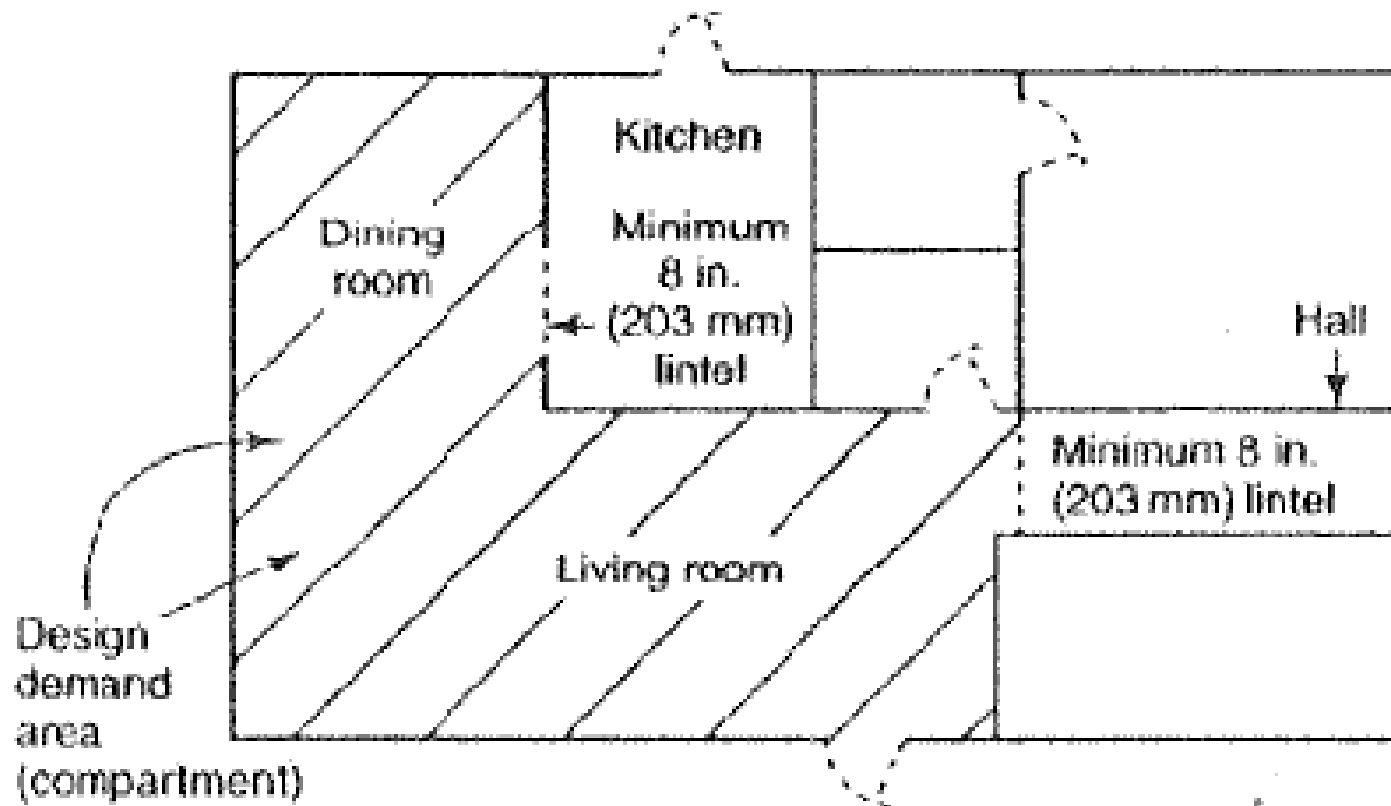 Kitchen
Dining
room
Minimum
8 in.
(203 mm)
lintel
Hall
Minimum 8 in.
(203 mm) lintel
Living room
Design
demand
area
(compartment)